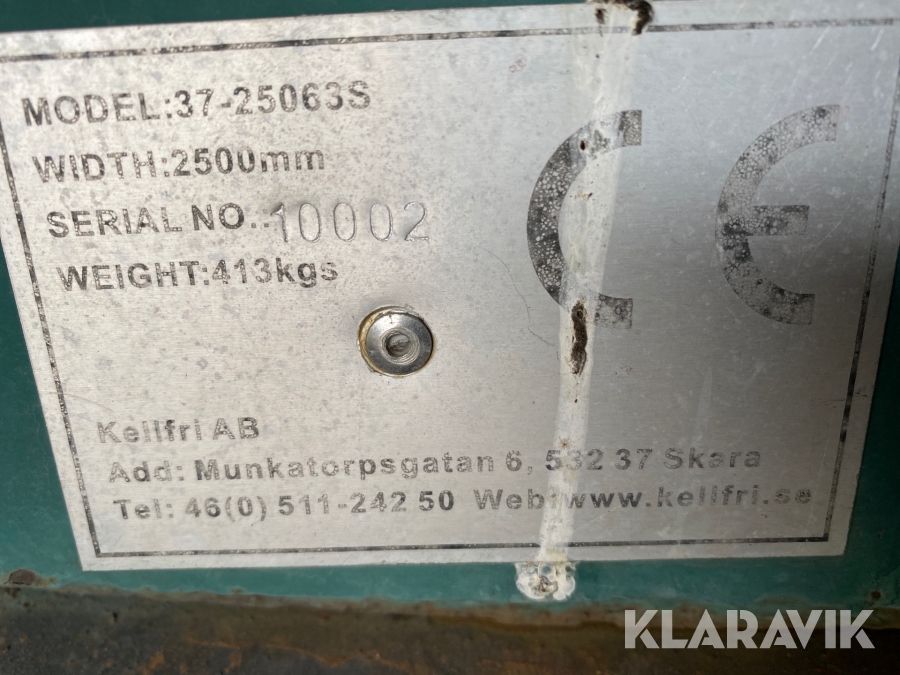 MODEL:37-25063S
WIDTH:2500mm
SERIAL NO.:10002
WEIGHT:413kgs
CE
Kellfri AB
Add: Munkatorpsgatan 6, 532 37 Skara
Tel: 46(0) 511-242 50 Web:www.kellfri.se
KLARAVIK